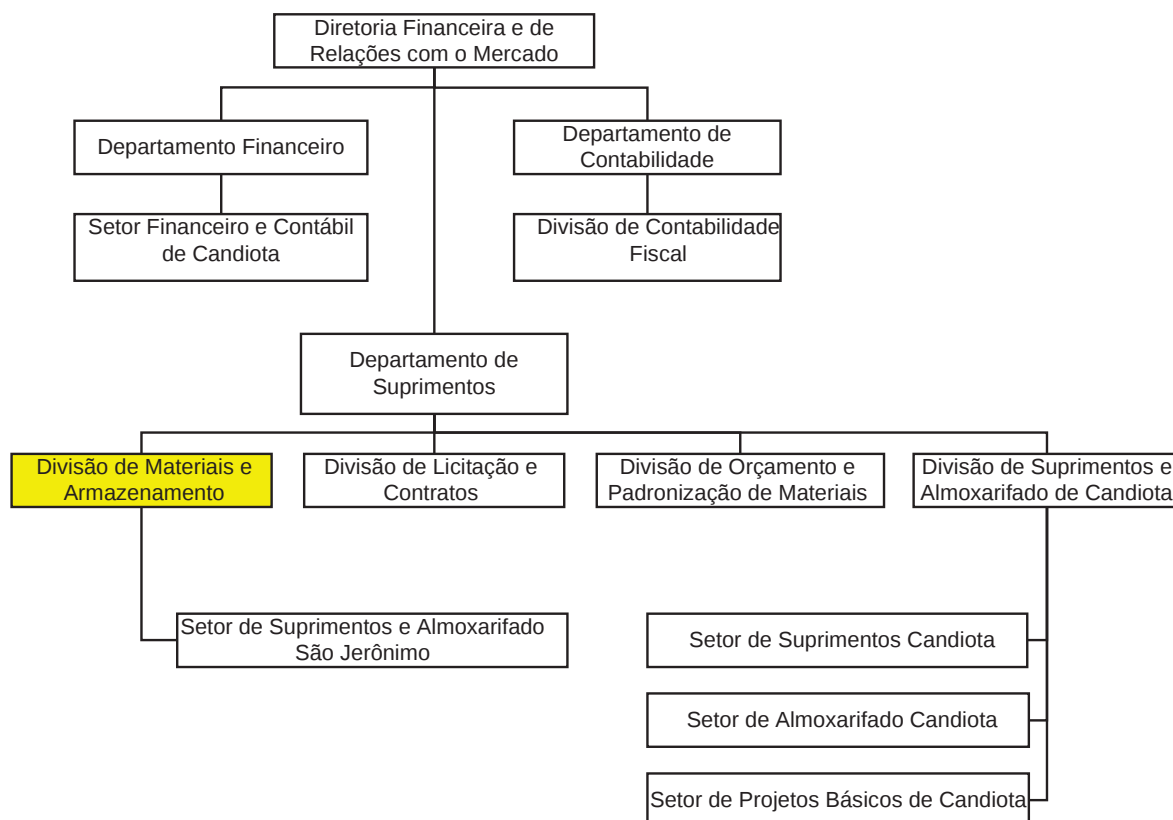 Diretoria Financeira e de
Relações com o Mercado
Departamento Financeiro
Departamento de
Contabilidade
Setor Financeiro e Contábil
de Candiota
Divisão de Contabilidade
Fiscal
Departamento de
Suprimentos
Divisão de Materiais e
Armazenamento
Divisão de Licitação e
Contratos
Divisão de Orçamento e
Padronização de Materiais
Divisão de Suprimentos e
Almoxarifado de Candiota
Setor de Suprimentos e Almoxarifado
São Jerônimo
Setor de Suprimentos Candiota
Setor de Almoxarifado Candiota
Setor de Projetos Básicos de Candiota